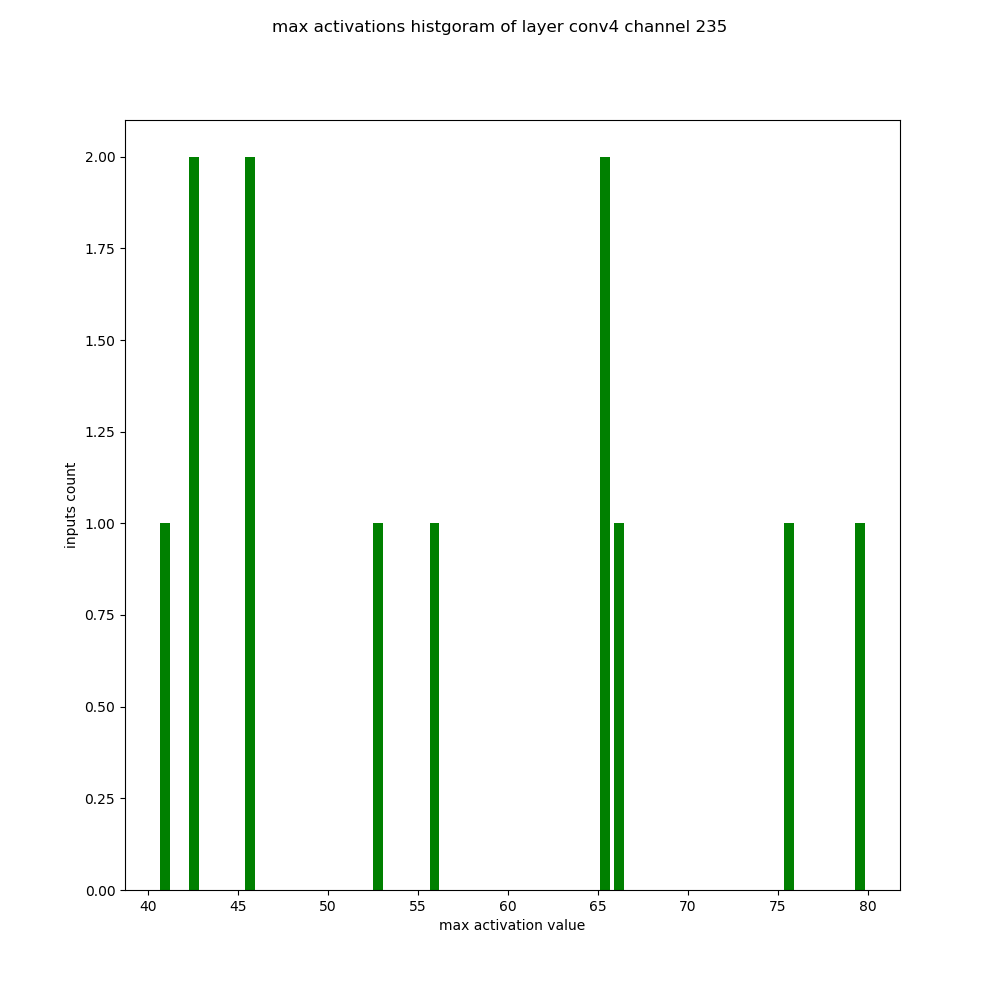 max activations histgoram of layer conv4 channel 235
2.00
1.75
1.50
1.25
1.00
0.75
0.50
0.25
0.00
inputs count
40 45 50 55 60 65 70 75 80
max activation value